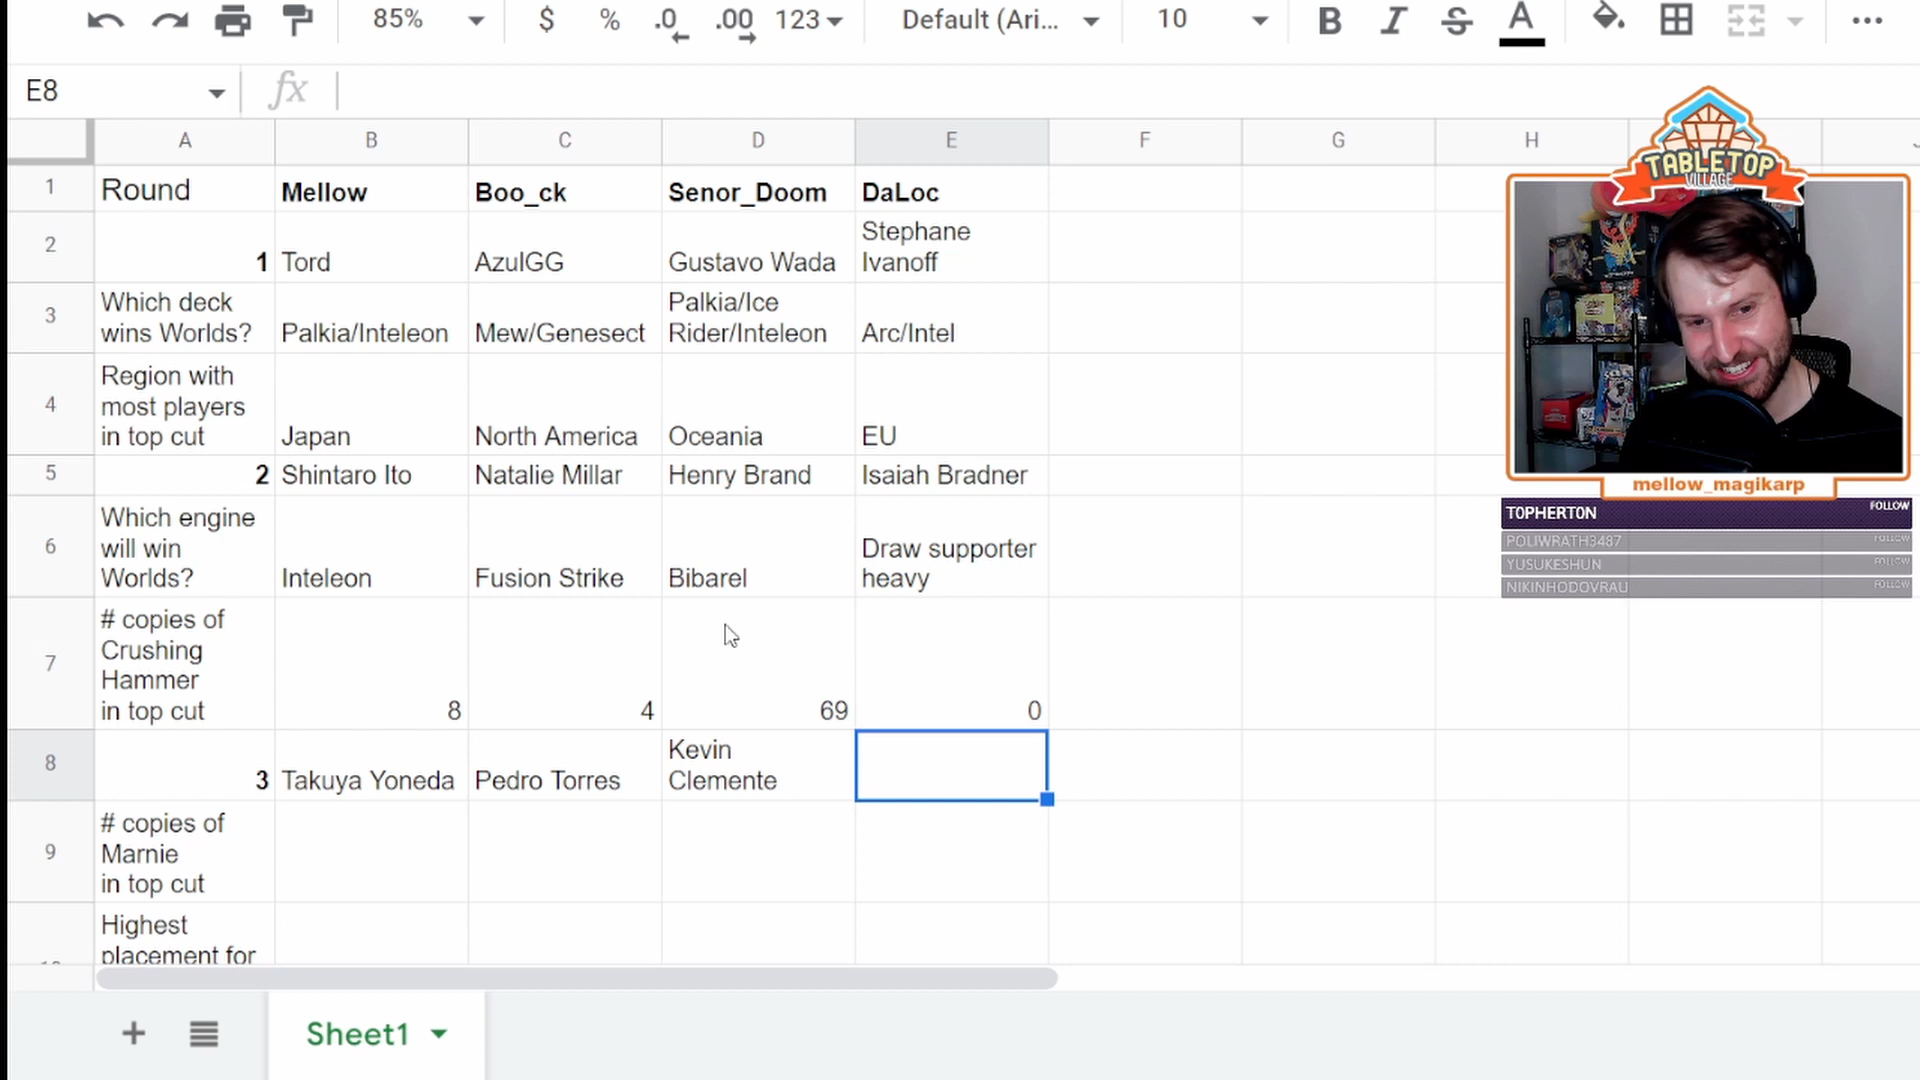 85%
$ % .0 .00 123
Default (Ari...
10
B I S A
E8
fx
A B C D E F G H
1 Round Mellow Boo_ck Senor_Doom DaLoc
2
1 Tord AzulGG Gustavo Wada Stephane
Ivanoff
3
Which deck
wins Worlds? Palkia/Inteleon Mew/Genesect Palkia/Ice
Rider/Inteleon Arc/Intel
4
Region with
most players
in top cut Japan North America Oceania EU
5 2 Shintaro Ito Natalie Millar Henry Brand Isaiah Bradner
6
Which engine
will win
Worlds? Inteleon Fusion Strike Bibarel Draw supporter
heavy
7
# copies of
Crushing
Hammer
in top cut 8 4 69 0
8
3 Takuya Yoneda Pedro Torres Kevin
Clemente
9
# copies of
Marnie
in top cut
Highest
placement for
Sheet1
TABLETOP
VILLAGE
mellow_magikarp
T0PHERT0N FOLLOW
POLIWRATH3487 FOLLOW
YUSUKESHUN FOLLOW
NIKINHODOVRAU FOLLOW